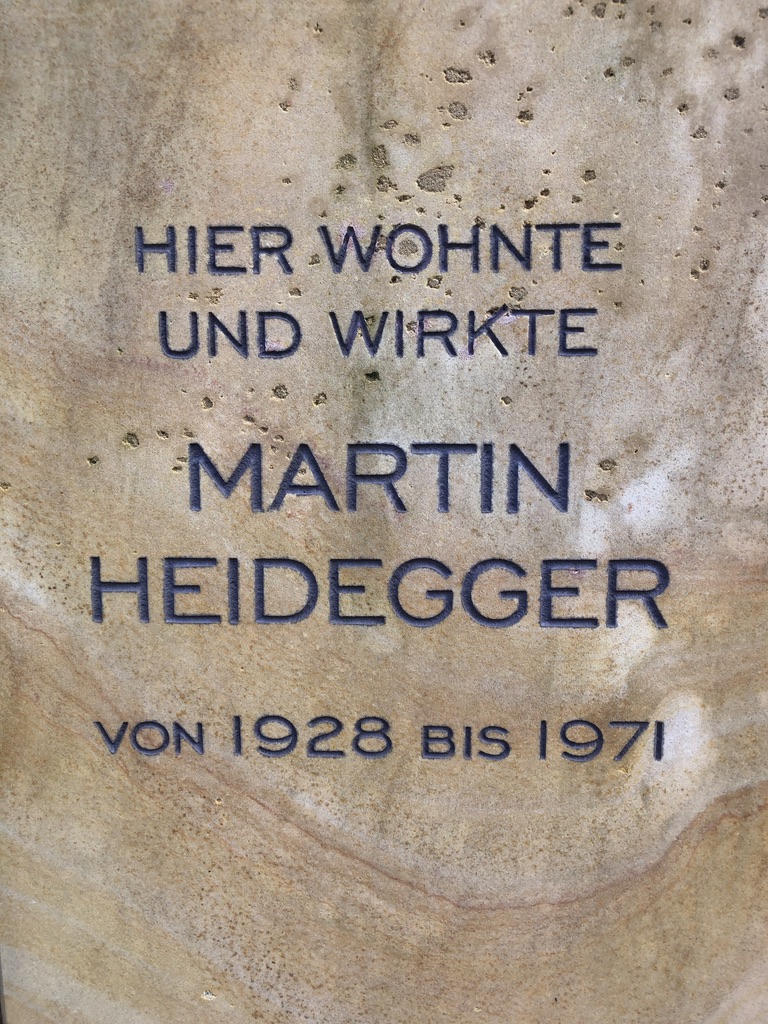 HIER WOHNTE
UND WIRKTE
MARTIN
HEIDEGGER
VON 1928 BIS 1971